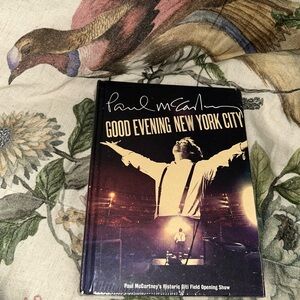 Paul McCartney
GOOD EVENING NEW YORK CITY
Paul McCartney's Historic Citi Field Opening Show